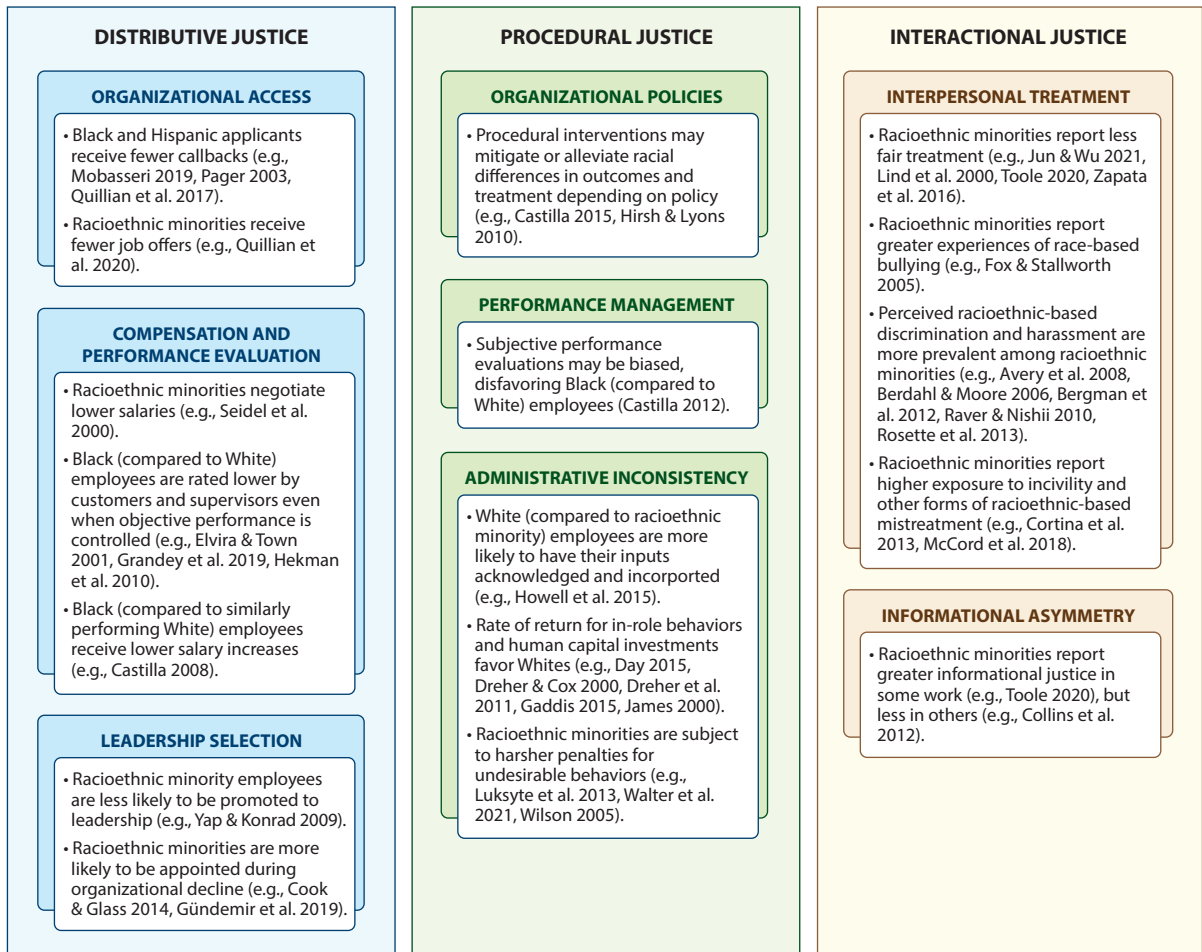 DISTRIBUTIVE JUSTICE
ORGANIZATIONAL ACCESS
• Black and Hispanic applicants
receive fewer callbacks (e.g.,
Mobasseri 2019, Pager 2003,
Quillian et al. 2017).
• Racioethnic minorities receive
fewer job offers (e.g., Quillian et
al. 2020).
COMPENSATION AND
PERFORMANCE EVALUATION
• Racioethnic minorities negotiate
lower salaries (e.g., Seidel et al.
2000).
• Black (compared to White)
employees are rated lower by
customers and supervisors even
when objective performance is
controlled (e.g., Elvira & Town
2001, Grandey et al. 2019, Hekman
et al. 2010).
• Black (compared to similarly
performing White) employees
receive lower salary increases
(e.g., Castilla 2008).
LEADERSHIP SELECTION
• Racioethnic minority employees
are less likely to be promoted to
leadership (e.g., Yap & Konrad 2009).
• Racioethnic minorities are more
likely to be appointed during
organizational decline (e.g., Cook
& Glass 2014, Gündemir et al. 2019).
PROCEDURAL JUSTICE
ORGANIZATIONAL POLICIES
• Procedural interventions may
mitigate or alleviate racial
differences in outcomes and
treatment depending on policy
(e.g., Castilla 2015, Hirsh & Lyons
2010).
PERFORMANCE MANAGEMENT
• Subjective performance
evaluations may be biased,
disfavoring Black (compared to
White) employees (Castilla 2012).
ADMINISTRATIVE INCONSISTENCY
• White (compared to racioethnic
minority) employees are more
likely to have their inputs
acknowledged and incorported
(e.g., Howell et al. 2015).
• Rate of return for in-role behaviors
and human capital investments
favor Whites (e.g., Day 2015,
Dreher & Cox 2000, Dreher et al.
2011, Gaddis 2015, James 2000).
• Racioethnic minorities are subject
to harsher penalties for
undesirable behaviors (e.g.,
Luksyte et al. 2013, Walter et al.
2021, Wilson 2005).
INTERACTIONAL JUSTICE
INTERPERSONAL TREATMENT
• Racioethnic minorities report less
fair treatment (e.g., Jun & Wu 2021,
Lind et al. 2000, Toole 2020, Zapata
et al. 2016).
• Racioethnic minorities report
greater experiences of race-based
bullying (e.g., Fox & Stallworth
2005).
• Perceived racioethnic-based
discrimination and harassment are
more prevalent among racioethnic
minorities (e.g., Avery et al. 2008,
Berdahl & Moore 2006, Bergman et
al. 2012, Raver & Nishii 2010,
Rosette et al. 2013).
• Racioethnic minorities report
higher exposure to incivility and
other forms of racioethnic-based
mistreatment (e.g., Cortina et al.
2013, McCord et al. 2018).
INFORMATIONAL ASYMMETRY
• Racioethnic minorities report
greater informational justice in
some work (e.g., Toole 2020), but
less in others (e.g., Collins et al.
2012).